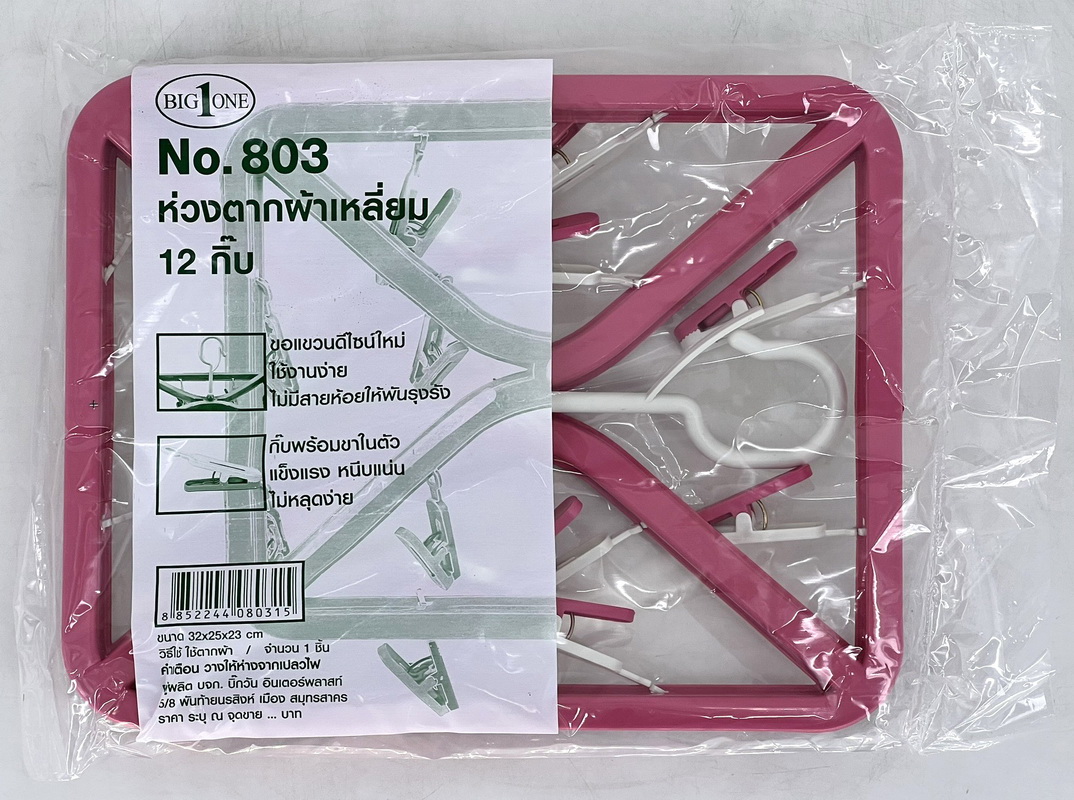 BIG 1 ONE
No. 803
ห่วงตากผ้าเหลี่ยม
12 กิ๊บ
ขอแขวนดีไซน์ใหม่
ใช้งานง่าย
ไม่มีสายห้อยให้พันรุงรัง
กิ๊บพร้อมขาในตัว
แข็งแรง หนีบแน่น
ไม่หลุดง่าย
8 852244 080315
ขนาด 32x25x23 cm
วิธีใช้ ใช้ตากผ้า / จำนวน 1 ชิ้น
คำเตือน วางให้ห่างจากเปลวไฟ
ผู้ผลิต บจก. บิ๊กวัน อินเตอร์พลาสท์
5/8 พันท้ายนรสิงห์ เมือง สมุทรสาคร
ราคา ระบุ ณ จุดขาย ... บาท